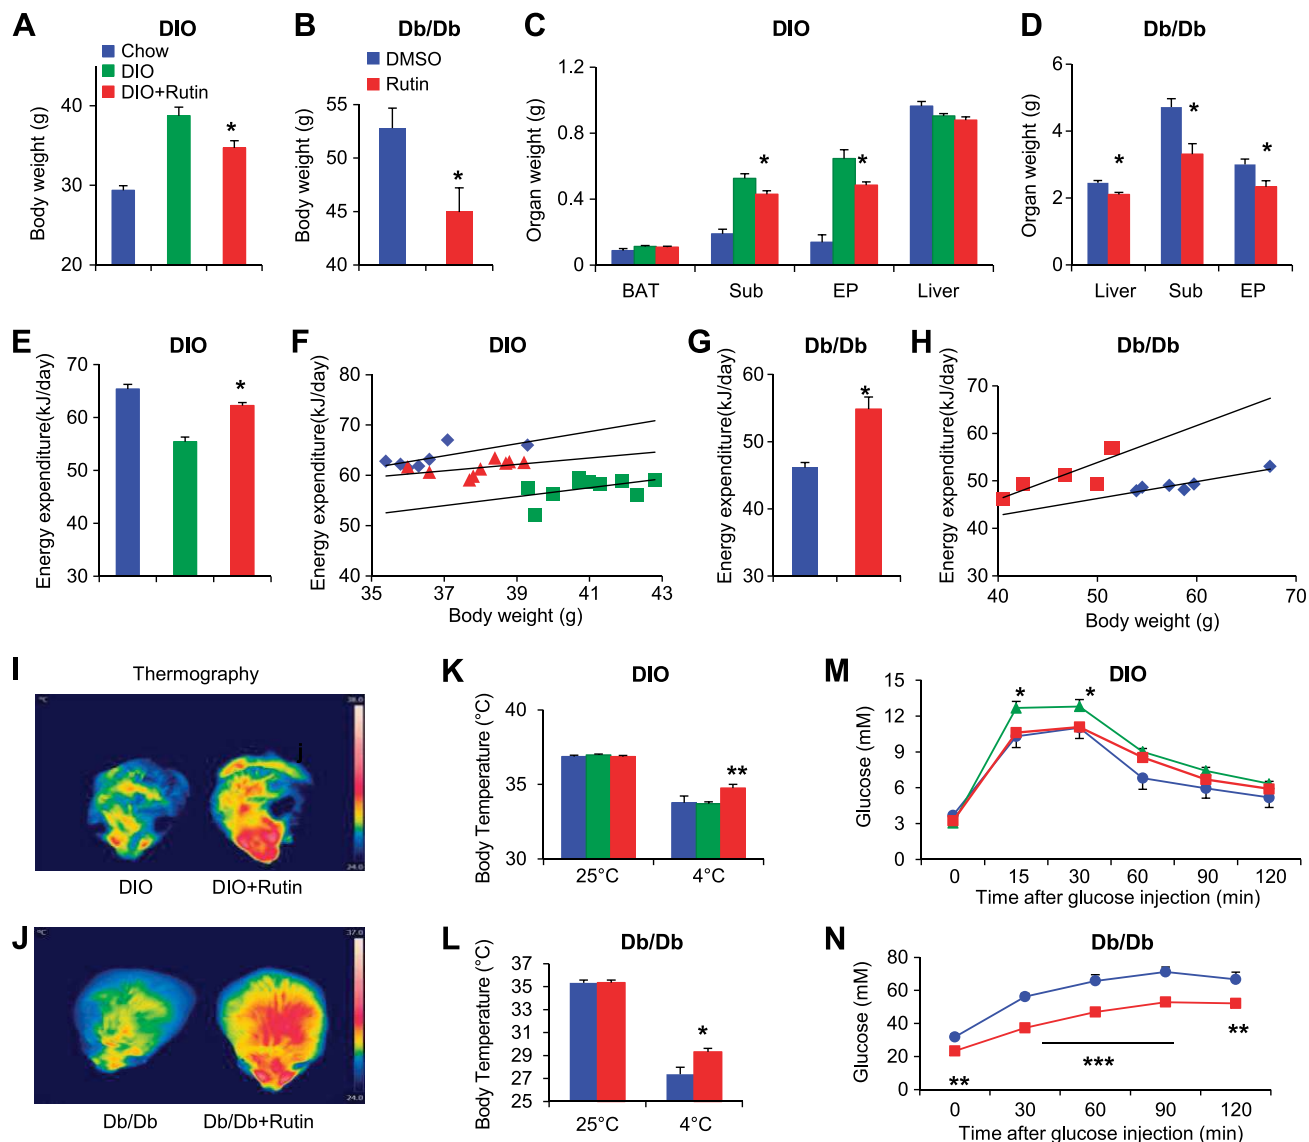 A
DIO
Chow
DIO
DIO+Rutin
Body weight (g)
40
30
20
*
B
Db/Db
DMSO
Rutin
Body weight (g)
55
50
45
40
*
C
DIO
Organ weight (g)
1.2
0.8
0.4
0
*
*
BAT Sub EP Liver
D
Db/Db
Organ weight (g)
6
4
2
0
*
*
*
Liver Sub EP
E
DIO
Energy expenditure(kJ/day)
70
60
50
40
30
*
F
DIO
Energy expenditure(kJ/day)
80
70
60
50
40
35 37 39 41 43
Body weight (g)
G
Db/Db
Energy expenditure(kJ/day)
60
50
40
30
*
H
Db/Db
Energy expenditure(kJ/day)
70
60
50
40
30
40 50 60 70
Body weight (g)
I
Thermography
°C
38.0
j
24.0
DIO DIO+Rutin
J
°C
37.0
24.0
Db/Db Db/Db+Rutin
K
DIO
Body Temperature (°C)
40
35
30
**
25°C 4°C
L
Db/Db
Body Temperature (°C)
37
35
33
31
29
27
25
*
25°C 4°C
M
DIO
Glucose (mM)
15
12
9
6
3
0
* *
0 15 30 60 90 120
Time after glucose injection (min)
N
Db/Db
Glucose (mM)
80
60
40
20
0
**
***
**
0 30 60 90 120
Time after glucose injection (min)